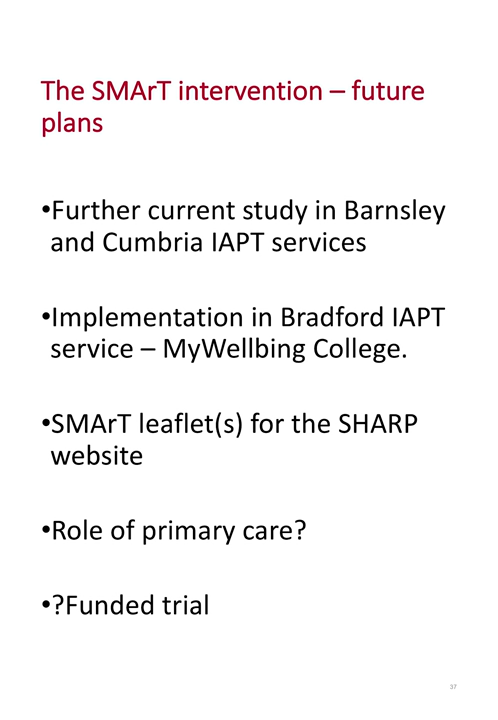 The SMArT intervention – future
plans
•Further current study in Barnsley
and Cumbria IAPT services
•Implementation in Bradford IAPT
service – MyWellbing College.
•SMArT leaflet(s) for the SHARP
website
•Role of primary care?
•?Funded trial
37